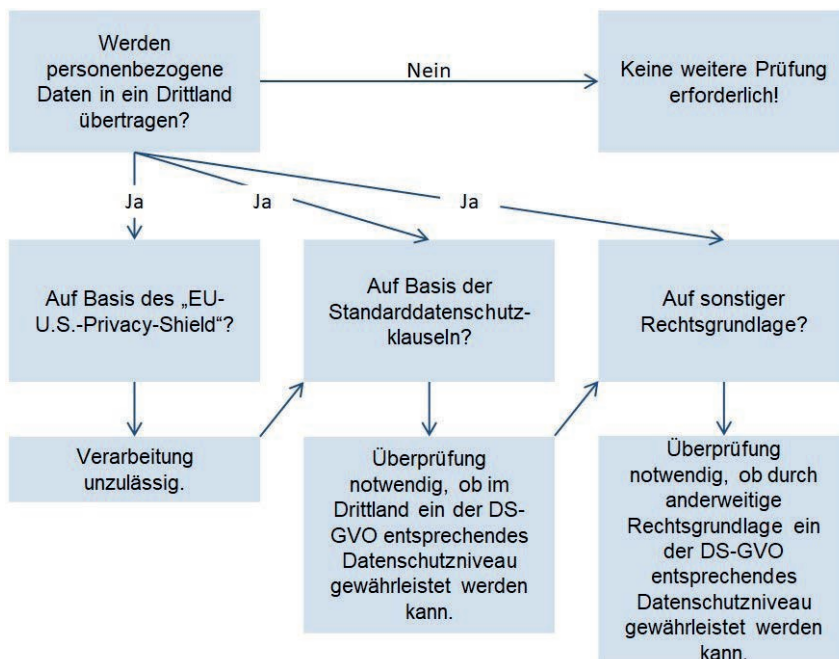 Werden
personenbezogene
Daten in ein Drittland
übertragen?
Nein
Keine weitere Prüfung
erforderlich!
Ja
Ja
Ja
Auf Basis des „EU-
U.S.-Privacy-Shield“?
Auf Basis der
Standarddatenschutz-
klauseln?
Auf sonstiger
Rechtsgrundlage?
Verarbeitung
unzulässig.
Überprüfung
notwendig, ob im
Drittland ein der DS-
GVO entsprechendes
Datenschutzniveau
gewährleistet werden
kann.
Überprüfung
notwendig, ob durch
anderweitige
Rechtsgrundlage ein
der DS-GVO
entsprechendes
Datenschutzniveau
gewährleistet werden
kann.